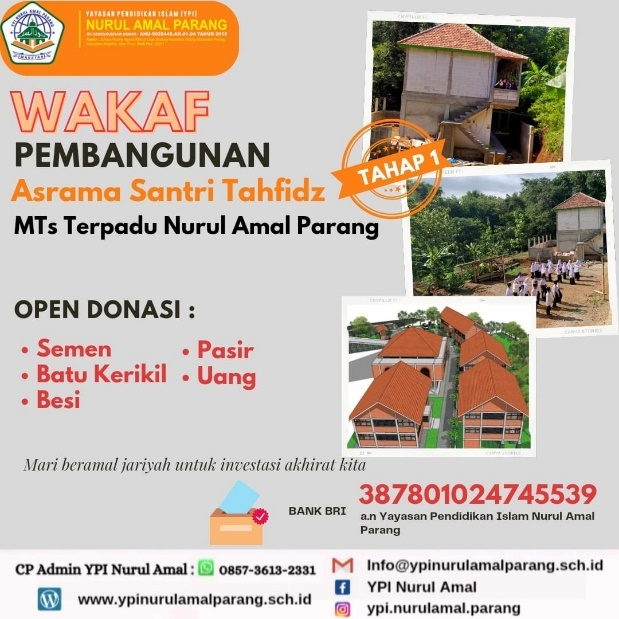 YAYASAN PENDIDIKAN ISLAM (YPI)
NURUL AMAL PARANG
WAKAF
PEMBANGUNAN
Asrama Santri Tahfidz
TAHAP 1
MTs Terpadu Nurul Amal Parang
OPEN DONASI :
• Semen
• Batu Kerikil
• Besi
• Pasir
• Uang
Mari beramal jariyah untuk investasi akhirat kita
BANK BRI
387801024745539
a.n Yayasan Pendidikan Islam Nurul Amal
Parang
CP Admin YPI Nurul Amal : 0857-3613-2331
www.ypinurulamalparang.sch.id
Info@ypinurulamalparang.sch.id
YPI Nurul Amal
ypi.nurulamal.parang